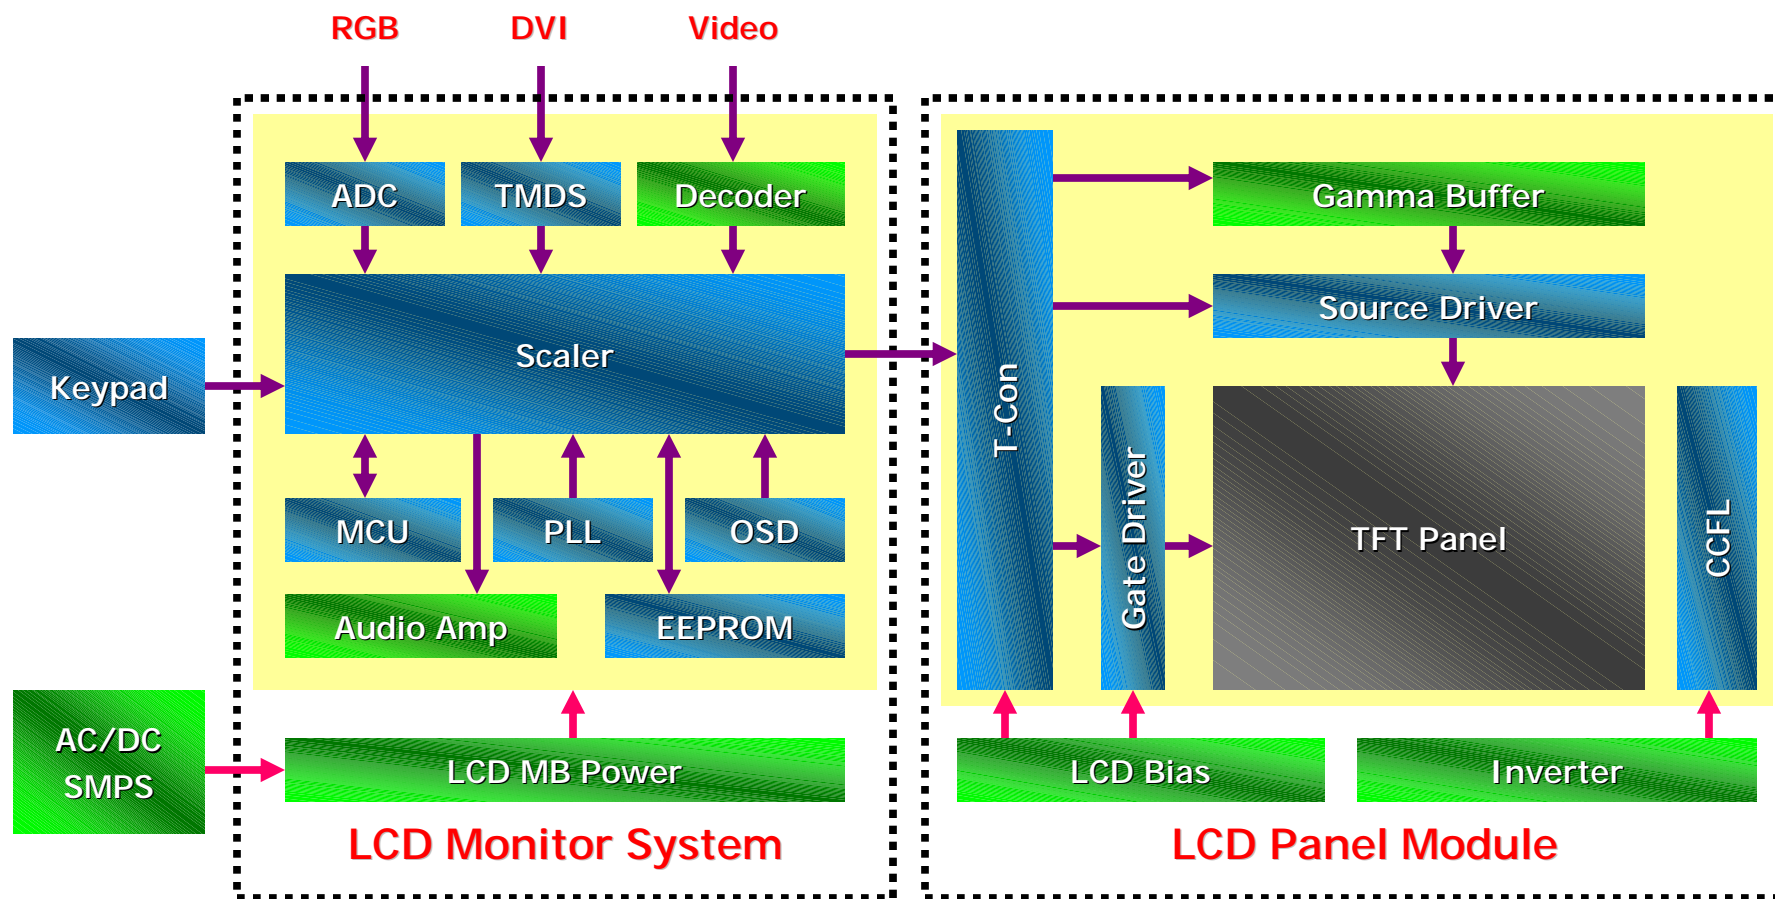 RGB
DVI
Video
ADC
TMDS
Decoder
Scaler
Keypad
MCU
PLL
OSD
Audio Amp
EEPROM
AC/DC
SMPS
LCD MB Power
LCD Monitor System
T-Con
Gamma Buffer
Source Driver
Gate Driver
TFT Panel
CCFL
LCD Bias
Inverter
LCD Panel Module